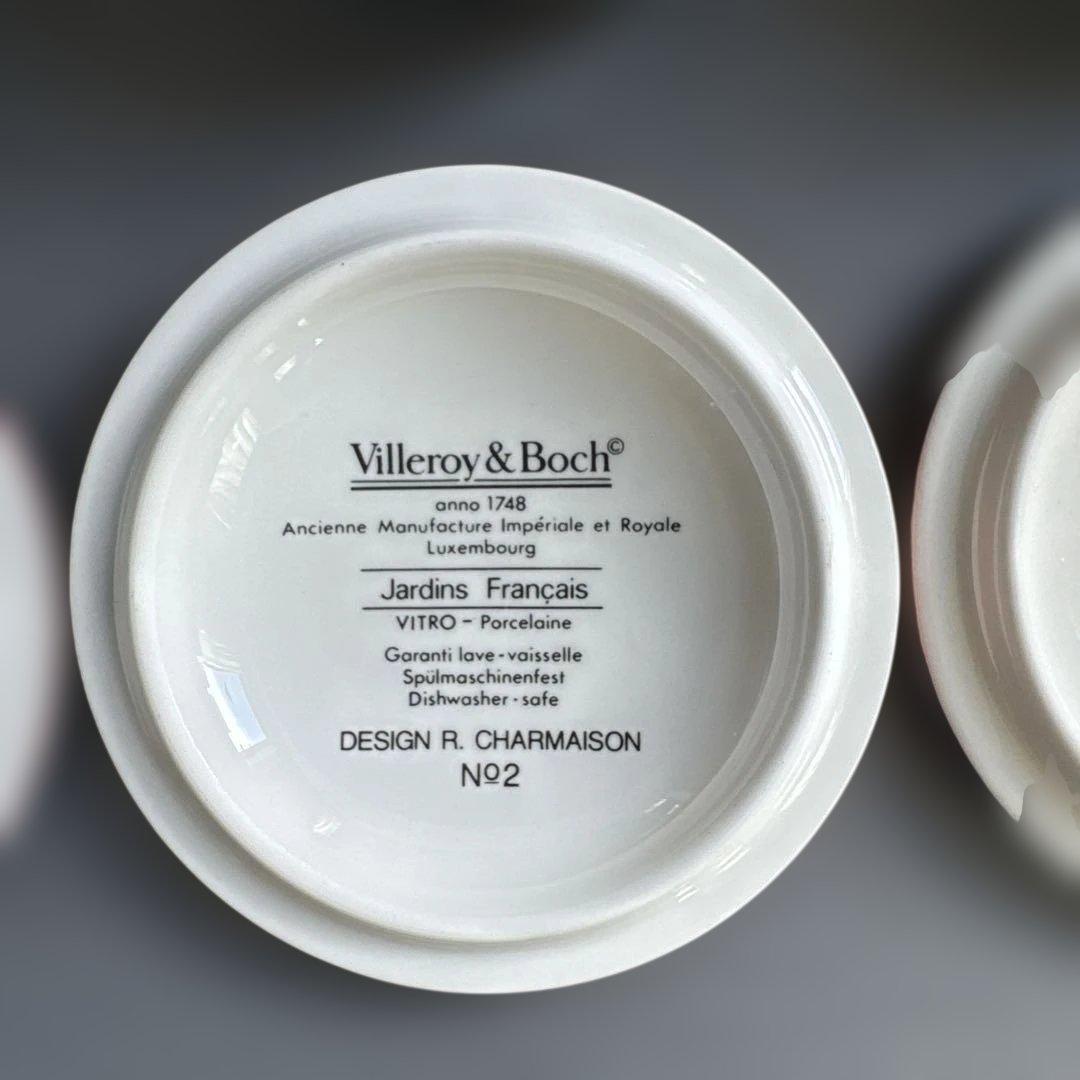 Villeroy & Boch©
anno 1748
Ancienne Manufacture Impériale et Royale
Luxembourg
Jardins Français
VITRO – Porcelaine
Garanti lave-vaisselle
Spülmaschinenfest
Dishwasher-safe
DESIGN R. CHARMAISON
Nº2